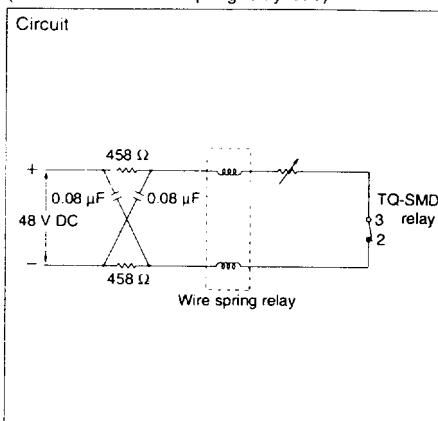 Circuit
458 Ω
+
0.08 µF
0.08 µF
TQ-SMD
relay
48 V DC
3
2
–
458 Ω
Wire spring relay